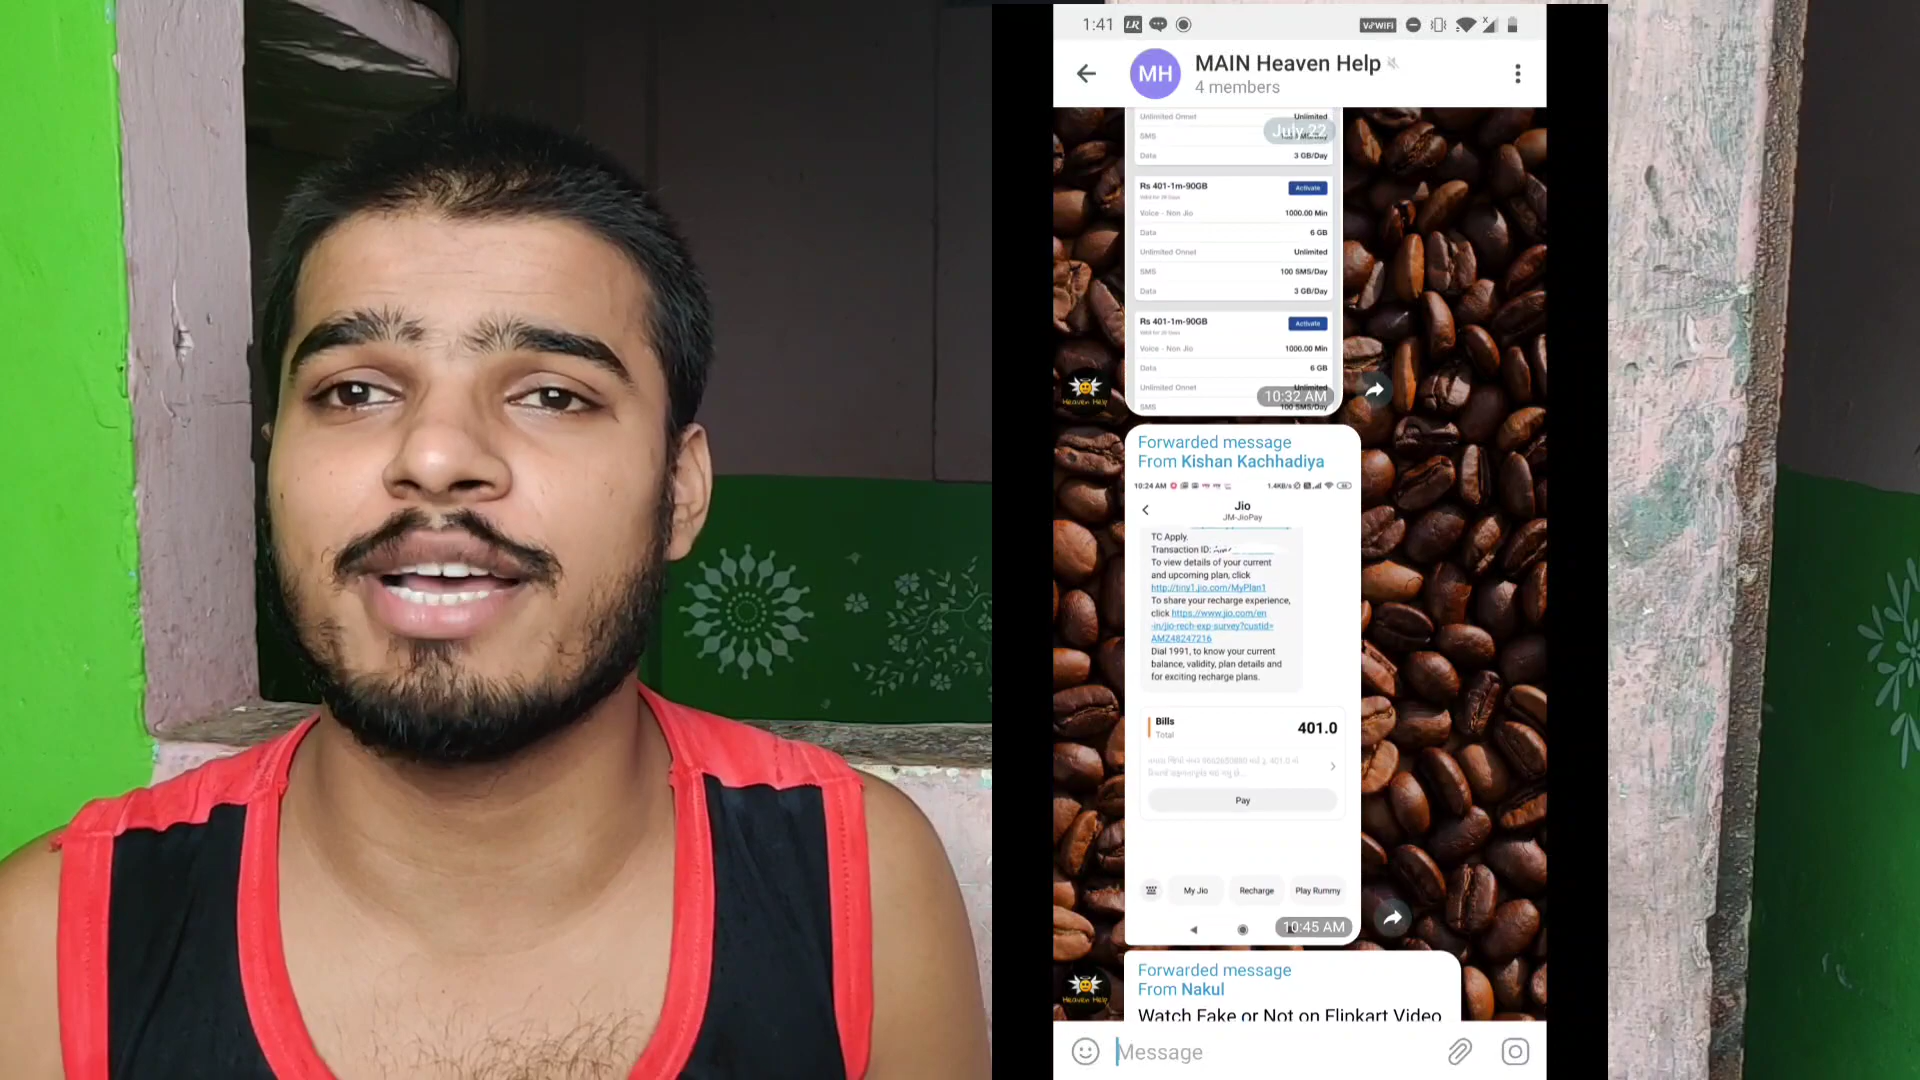 1:41
VoWiFi
MH
MAIN Heaven Help
4 members
July 22
Unlimited Onnet Unlimited
SMS
Data 3 GB/Day
Rs 401-1m-90GB Activate
Voice - Non Jio 1000.00 Min
Data 6 GB
Unlimited Onnet Unlimited
SMS 100 SMS/Day
Data 3 GB/Day
Rs 401-1m-90GB Activate
Voice - Non Jio 1000.00 Min
Data 6 GB
Unlimited Onnet Unlimited
SMS 100 SMS/Day
10:32 AM
Heaven Help
Forwarded message
From Kishan Kachhadiya
10:24 AM 1.4KB/s
Jio
JM-JioPay
TC Apply.
Transaction ID:
To view details of your current
and upcoming plan, click
http://tiny1.jio.com/MyPlan1
To share your recharge experience,
click https://www.jio.com/en
-in/jio-rech-exp-survey?custid=
AMZ48247216
Dial 1991, to know your current
balance, validity, plan details and
for exciting recharge plans.
Bills 401.0
Total
Pay
My Jio Recharge Play Rummy
10:45 AM
Heaven Help
Forwarded message
From Nakul
Watch Fake or Not on Flipkart Video
Message